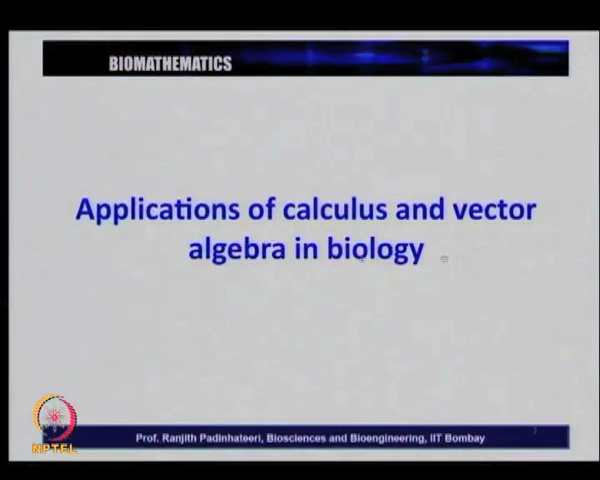 BIOMATHEMATICS
Applications of calculus and vector
algebra in biology
NPTEL
Prof. Ranjith Padinhateeri, Biosciences and Bioengineering, IIT Bombay